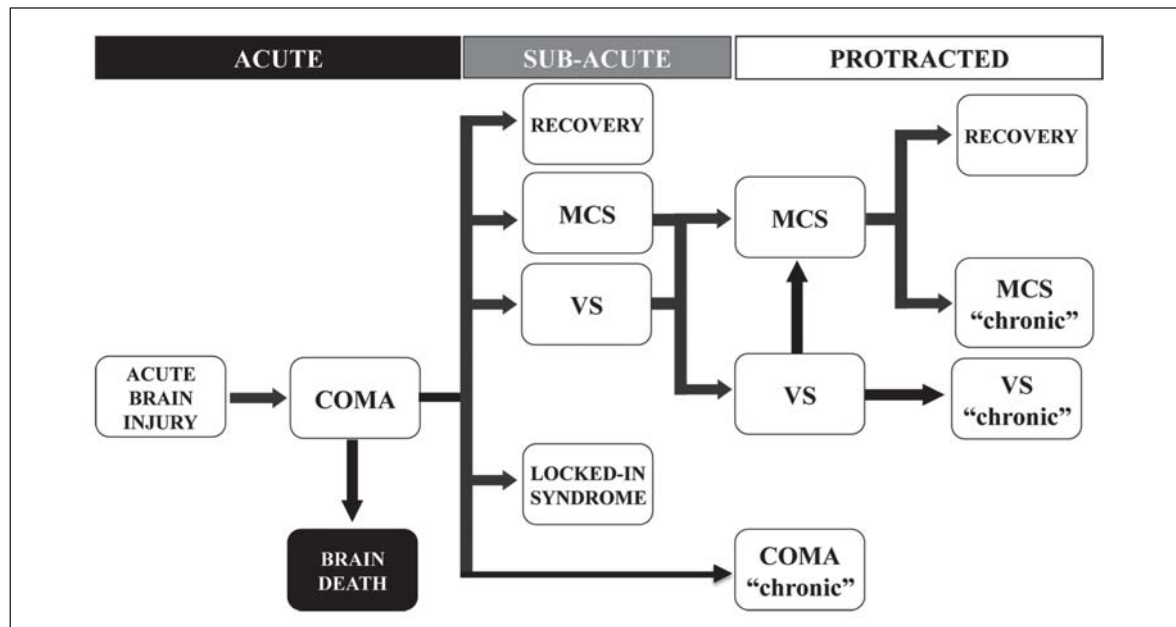 ACUTE
SUB-ACUTE
PROTRACTED
RECOVERY
RECOVERY
MCS
MCS
MCS
“chronic”
VS
ACUTE
BRAIN
INJURY
COMA
VS
VS
“chronic”
LOCKED-IN
SYNDROME
BRAIN
DEATH
COMA
“chronic”